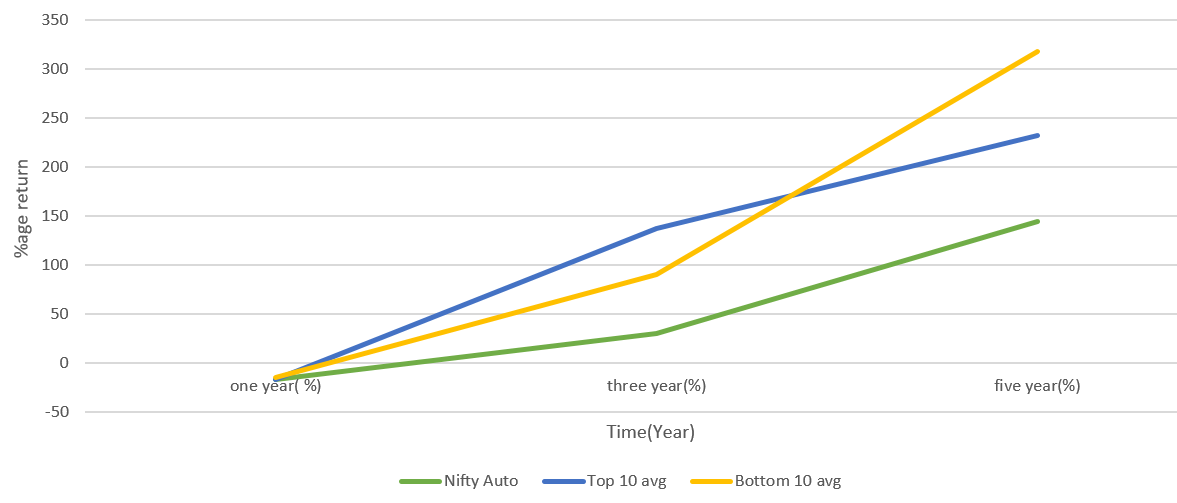 350
300
250
200
150
100
50
0
-50
%age return
one year( %)
three year(%)
five year(%)
Time(Year)
Nifty Auto
Top 10 avg
Bottom 10 avg